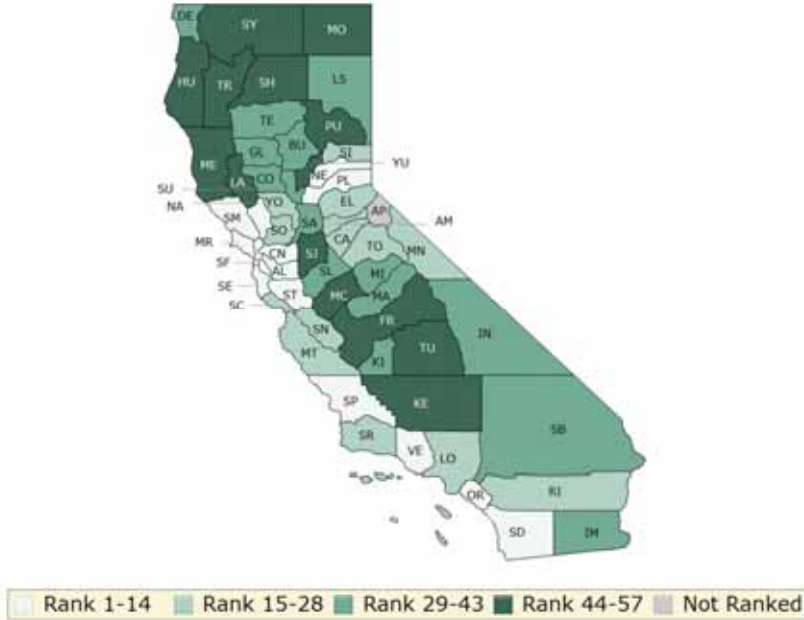 DE
SY
MO
HU
TR
SH
LS
TE
PU
ME
GL
BU
SI
YU
NE
PL
LA
CO
SU
NA
YO
EL
AP
AM
SM
SO
SA
CA
TO
MN
MR
CN
SJ
SF
AL
SL
MI
SE
ST
MC
MA
SC
SN
FR
IN
MT
KI
TU
SP
KE
SB
SR
VE
LO
OR
RI
SD
IM
Rank 1-14 Rank 15-28 Rank 29-43 Rank 44-57 Not Ranked